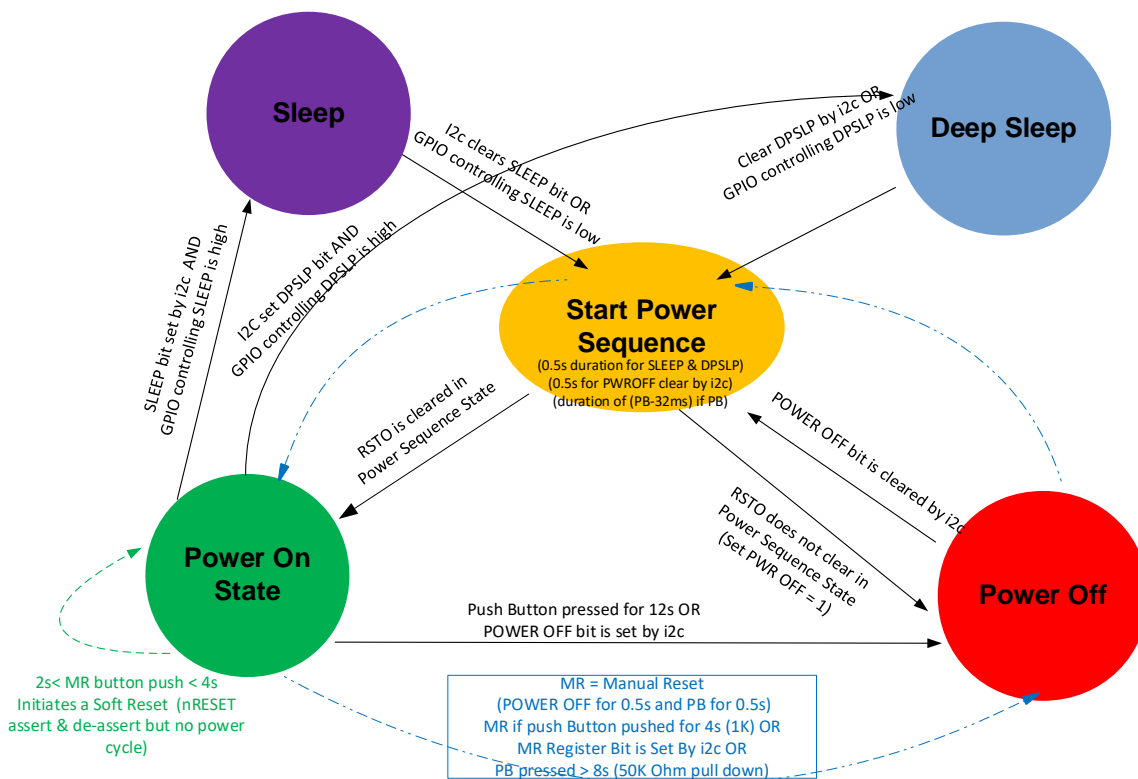 Sleep
Deep Sleep
I2c clears SLEEP bit OR
GPIO controlling SLEEP is low
Clear DPSLP by i2c OR
GPIO controlling DPSLP is low
SLEEP bit set by i2c AND
GPIO controlling SLEEP is high
I2C set DPSLP bit AND
GPIO controlling DPSLP is high
Start Power
Sequence
(0.5s duration for SLEEP & DPSLP)
(0.5s for PWROFF clear by i2c)
(duration of (PB-32ms) if PB)
RSTO is cleared in
Power Sequence State
POWER OFF bit is cleared by i2c
RSTO does not clear in
Power Sequence State
(Set PWR OFF = 1)
Power On
State
Power Off
Push Button pressed for 12s OR
POWER OFF bit is set by i2c
2s< MR button push < 4s
Initiates a Soft Reset (nRESET
assert & de-assert but no power
cycle)
MR = Manual Reset
(POWER OFF for 0.5s and PB for 0.5s)
MR if push Button pushed for 4s (1K) OR
MR Register Bit is Set By i2c OR
PB pressed > 8s (50K Ohm pull down)